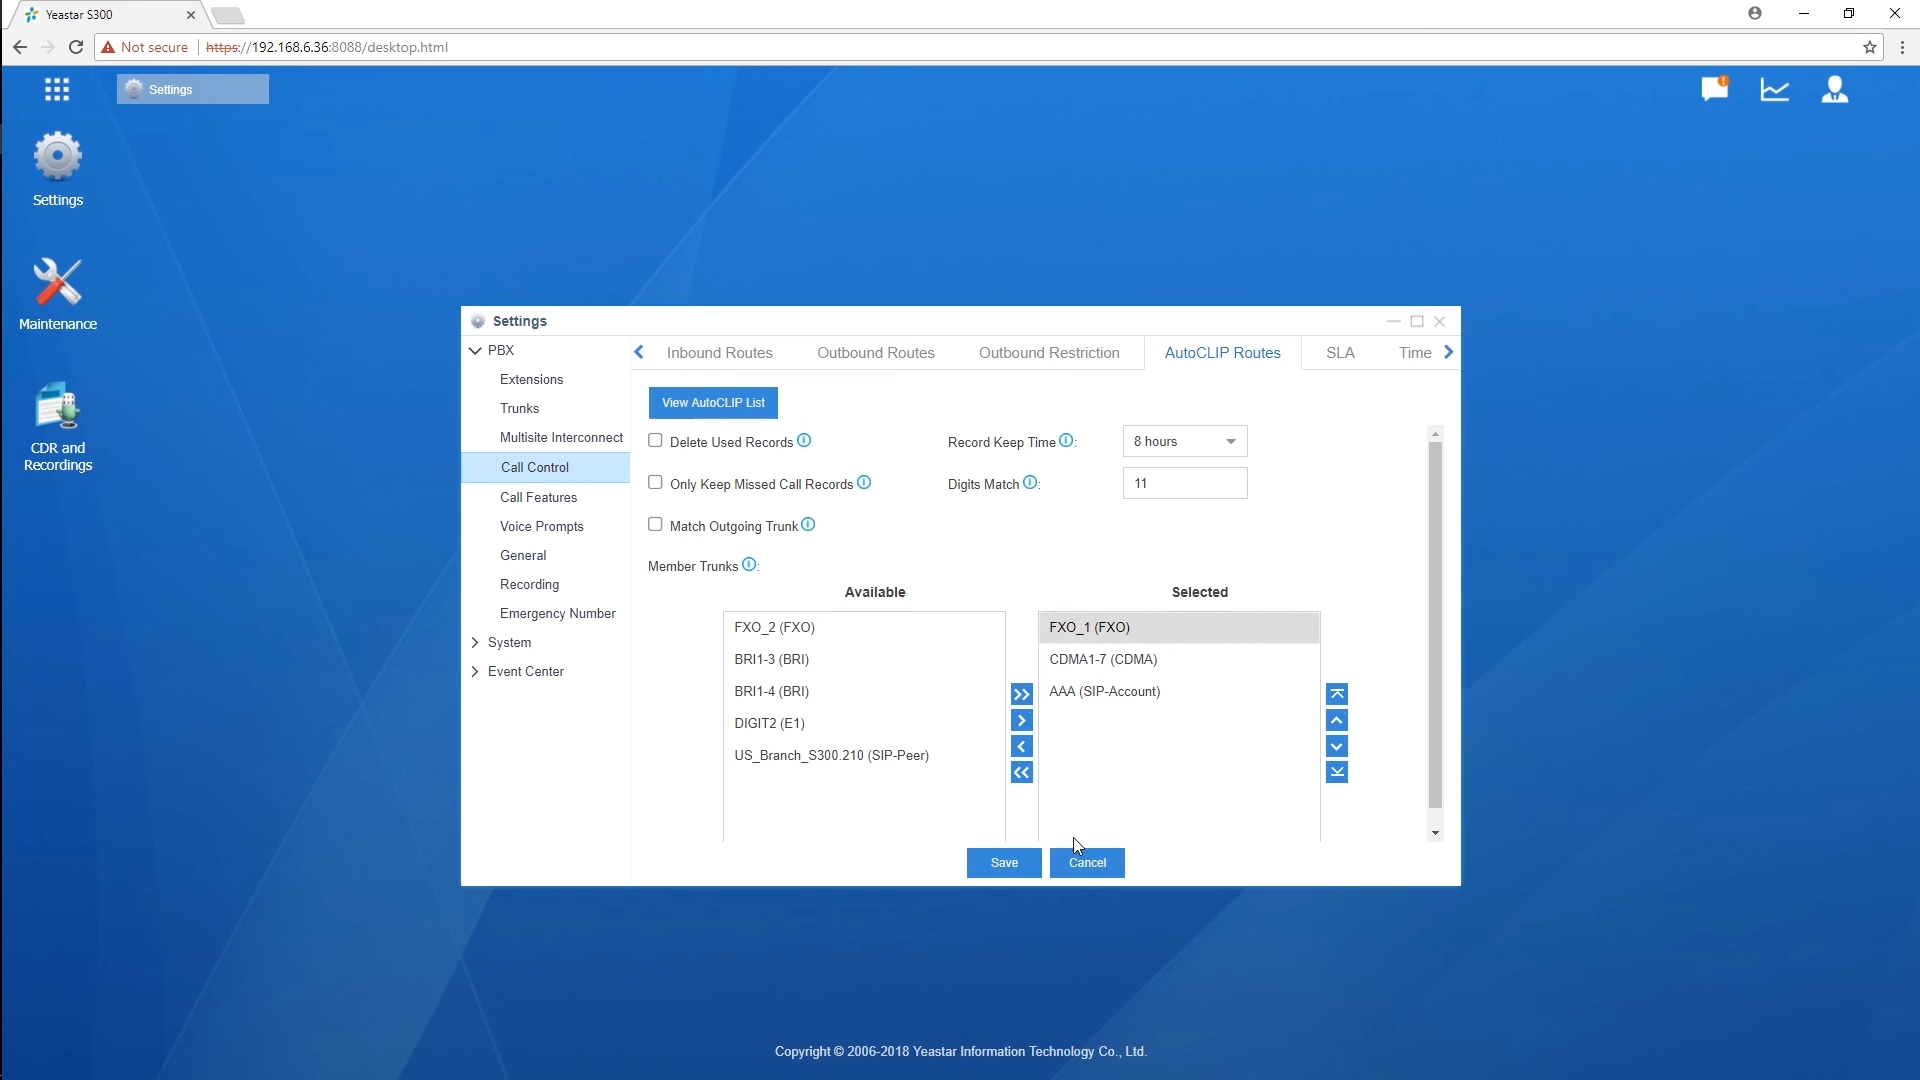 Yeastar S300
Not secure
https://192.168.6.36:8088/desktop.html
Settings
Settings
Maintenance
CDR and
Recordings
Settings
PBX
Extensions
Trunks
Multisite Interconnect
Call Control
Call Features
Voice Prompts
General
Recording
Emergency Number
System
Event Center
Inbound Routes
Outbound Routes
Outbound Restriction
AutoCLIP Routes
SLA
Time
View AutoCLIP List
Delete Used Records
Record Keep Time :
8 hours
Only Keep Missed Call Records
Digits Match :
11
Match Outgoing Trunk
Member Trunks :
Available
Selected
FXO_2 (FXO)
BRI1-3 (BRI)
BRI1-4 (BRI)
DIGIT2 (E1)
US_Branch_S300.210 (SIP-Peer)
FXO_1 (FXO)
CDMA1-7 (CDMA)
AAA (SIP-Account)
Save
Cancel
Copyright © 2006-2018 Yeastar Information Technology Co., Ltd.